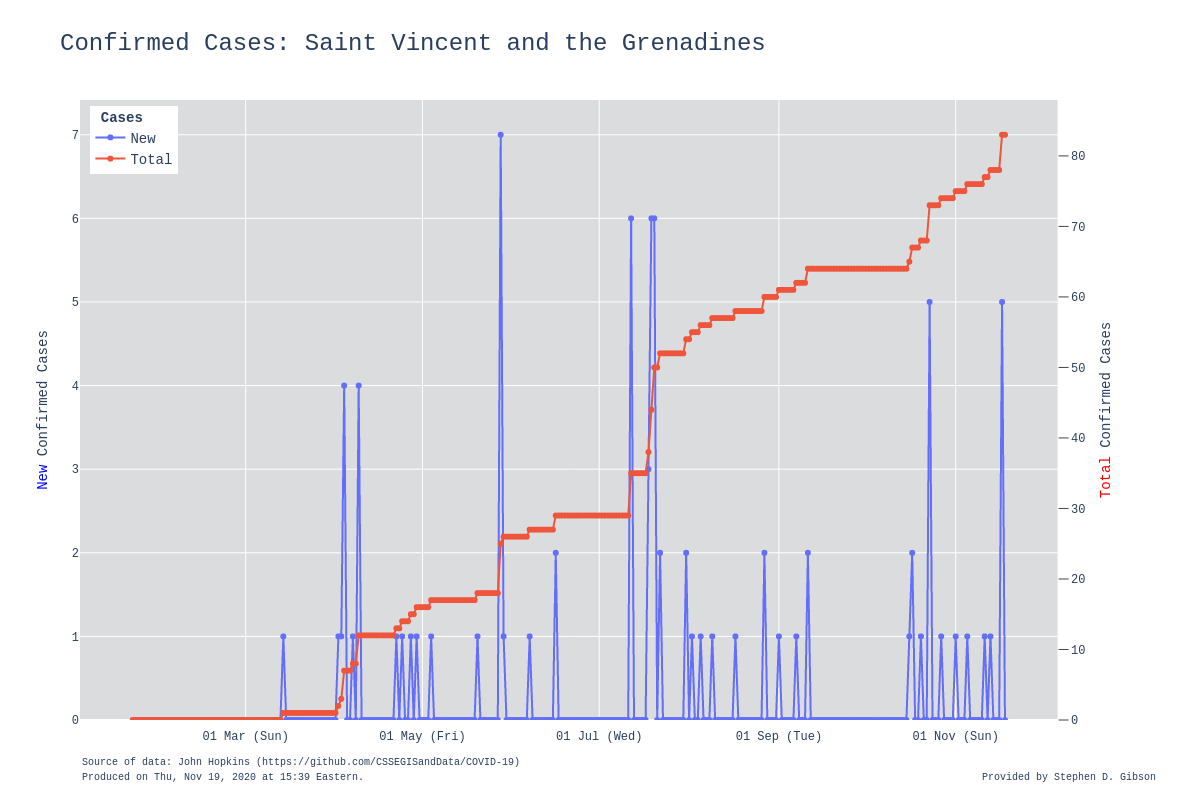 Confirmed Cases: Saint Vincent and the Grenadines
Cases
New
Total
7
6
5
4
3
2
1
0
80
70
60
50
40
30
20
10
0
New Confirmed Cases
Total Confirmed Cases
01 Mar (Sun)
01 May (Fri)
01 Jul (Wed)
01 Sep (Tue)
01 Nov (Sun)
Source of data: John Hopkins (https://github.com/CSSEGISandData/COVID-19)
Produced on Thu, Nov 19, 2020 at 15:39 Eastern.
Provided by Stephen D. Gibson